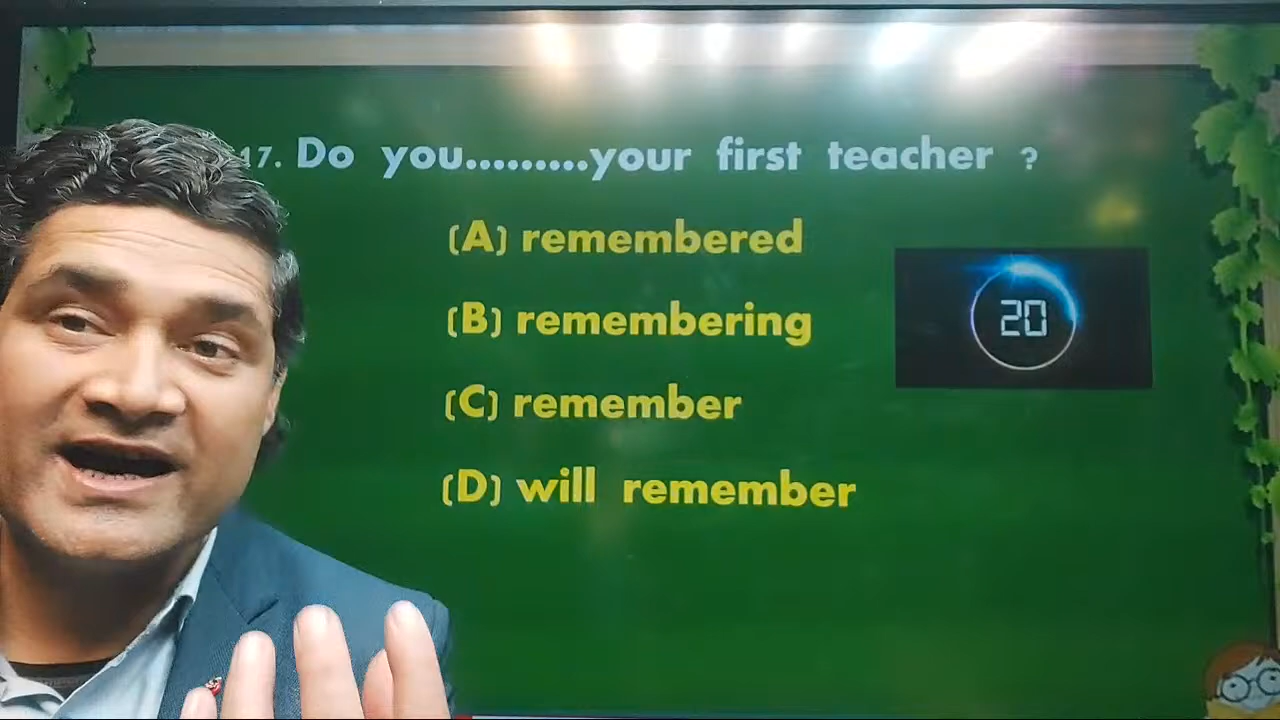 17. Do you.........your first teacher ?
(A) remembered
(B) remembering
20
(C) remember
(D) will remember